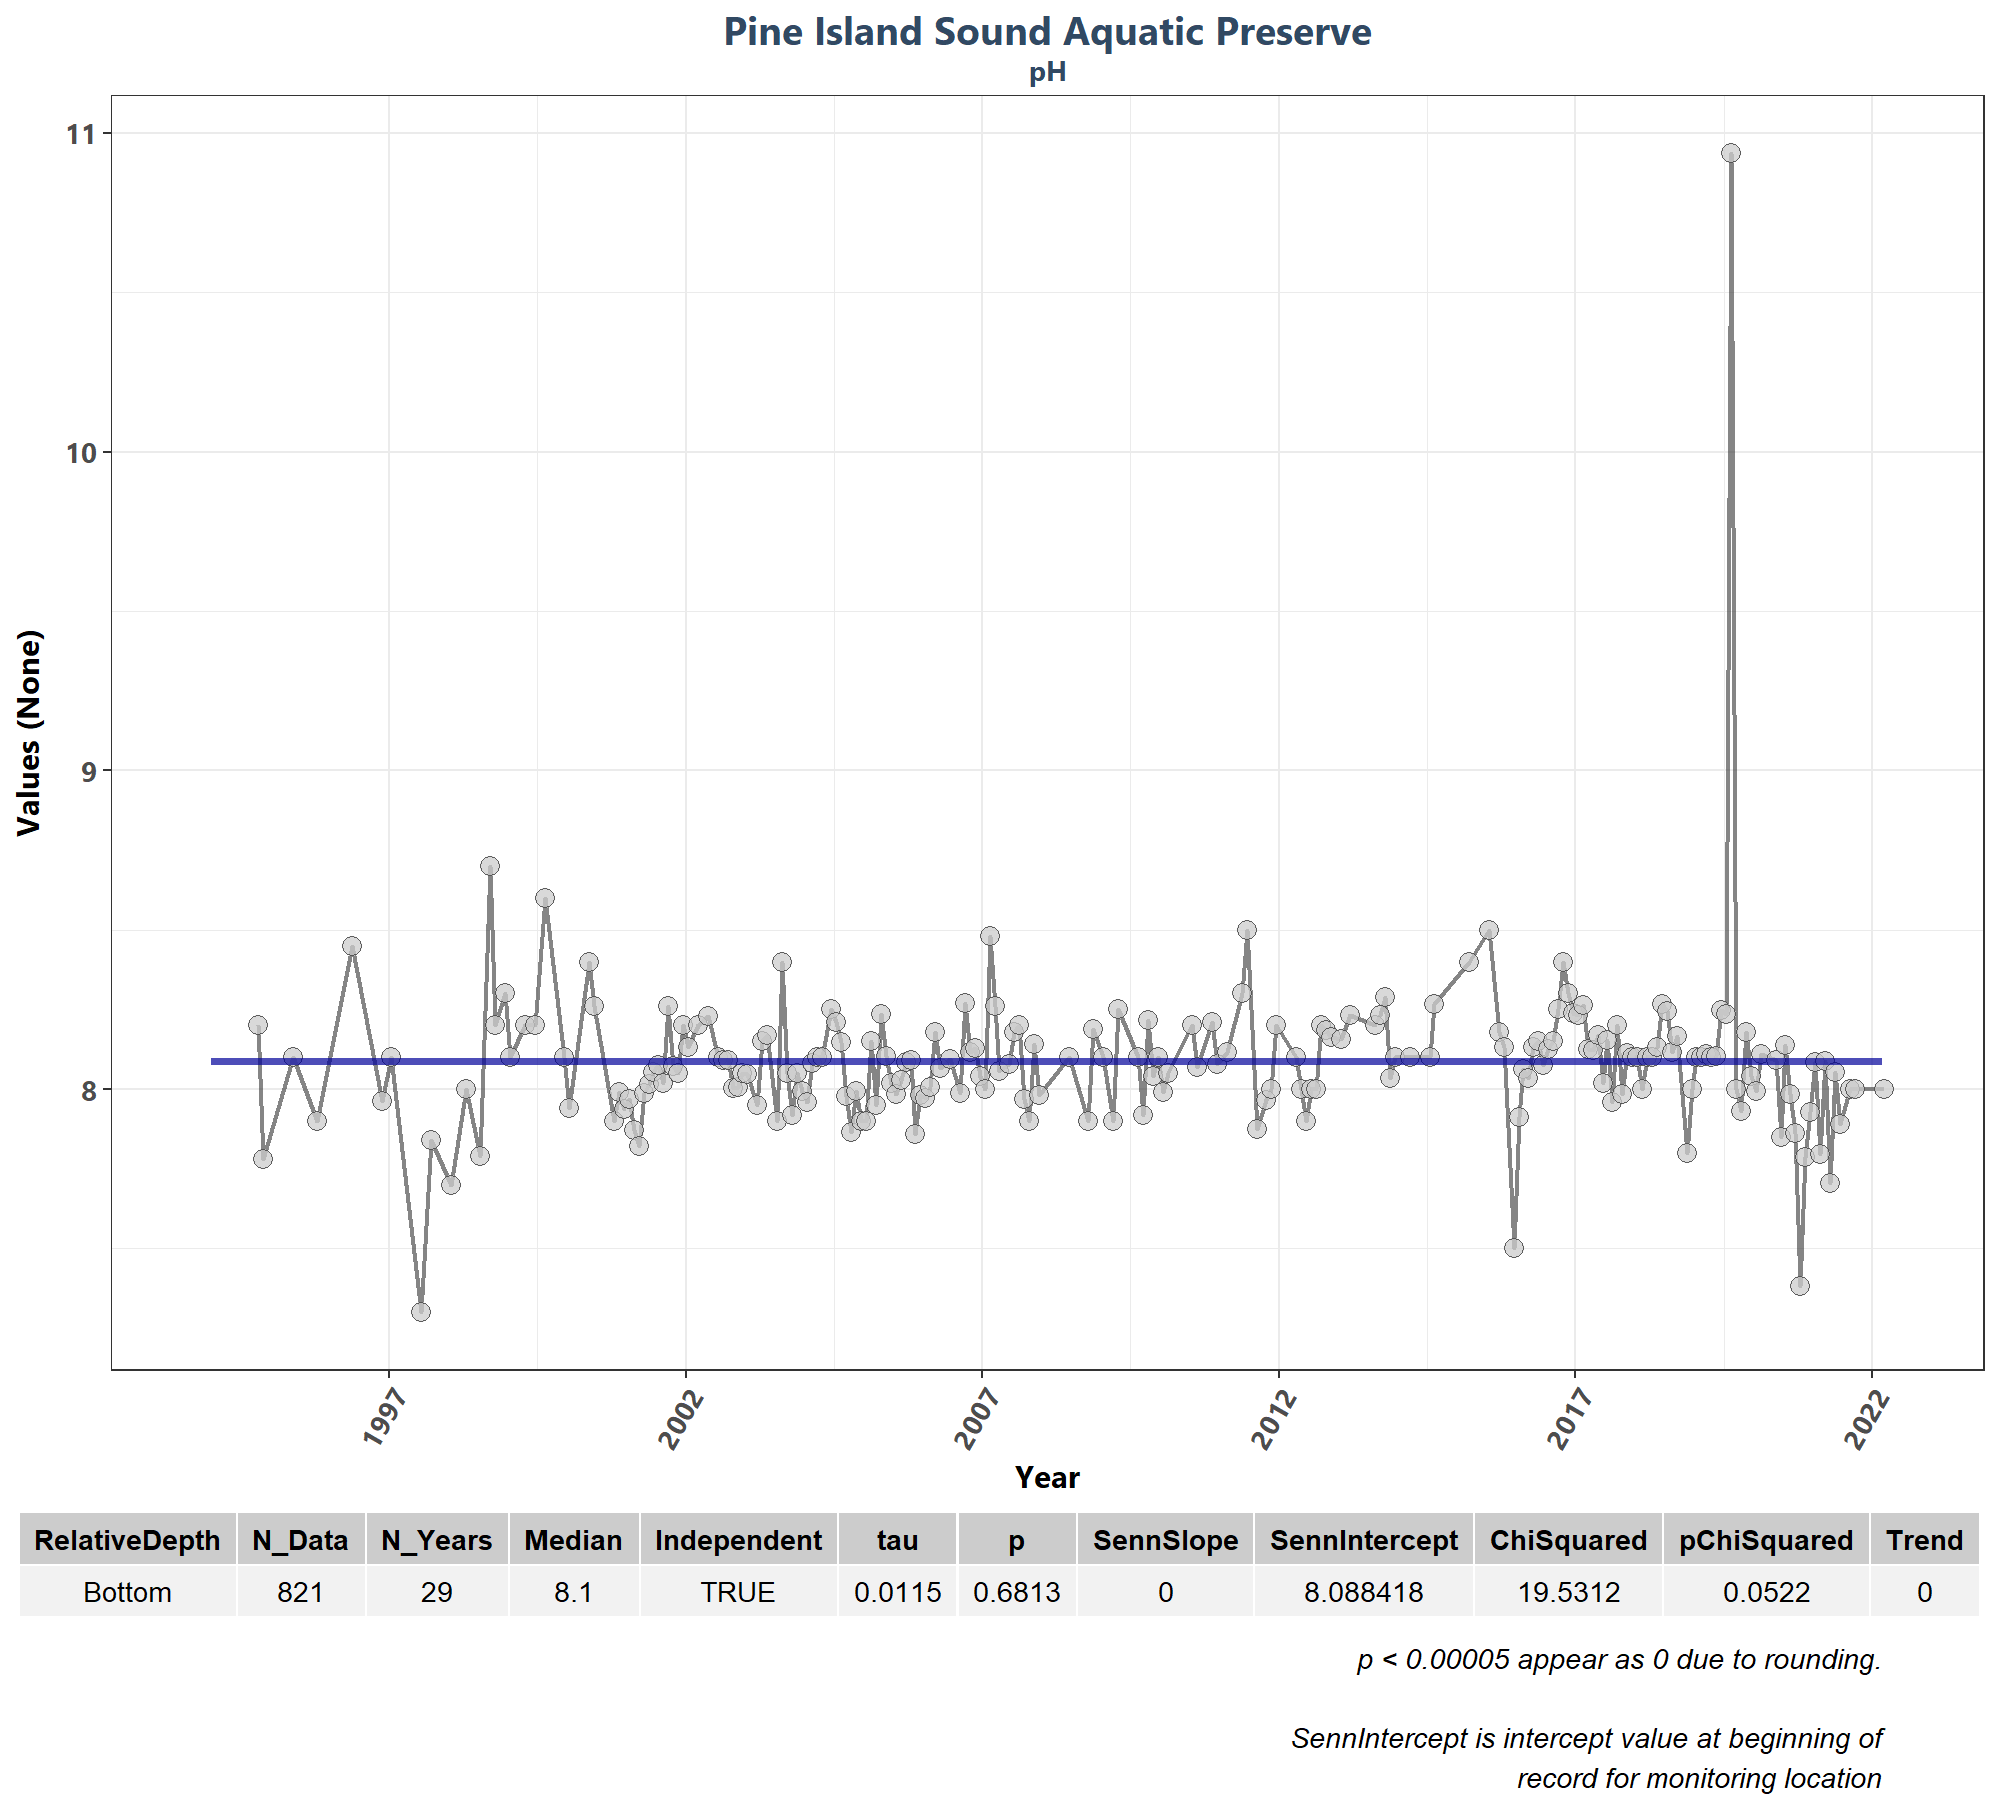 Pine Island Sound Aquatic Preserve
pH
11
10
9
8
Values (None)
1997
2002
2007
2012
2017
2022
Year
RelativeDepth N_Data N_Years Median Independent tau p SennSlope SennIntercept ChiSquared pChiSquared Trend
Bottom 821 29 8.1 TRUE 0.0115 0.6813 0 8.088418 19.5312 0.0522 0
p < 0.00005 appear as 0 due to rounding.
SennIntercept is intercept value at beginning of
record for monitoring location